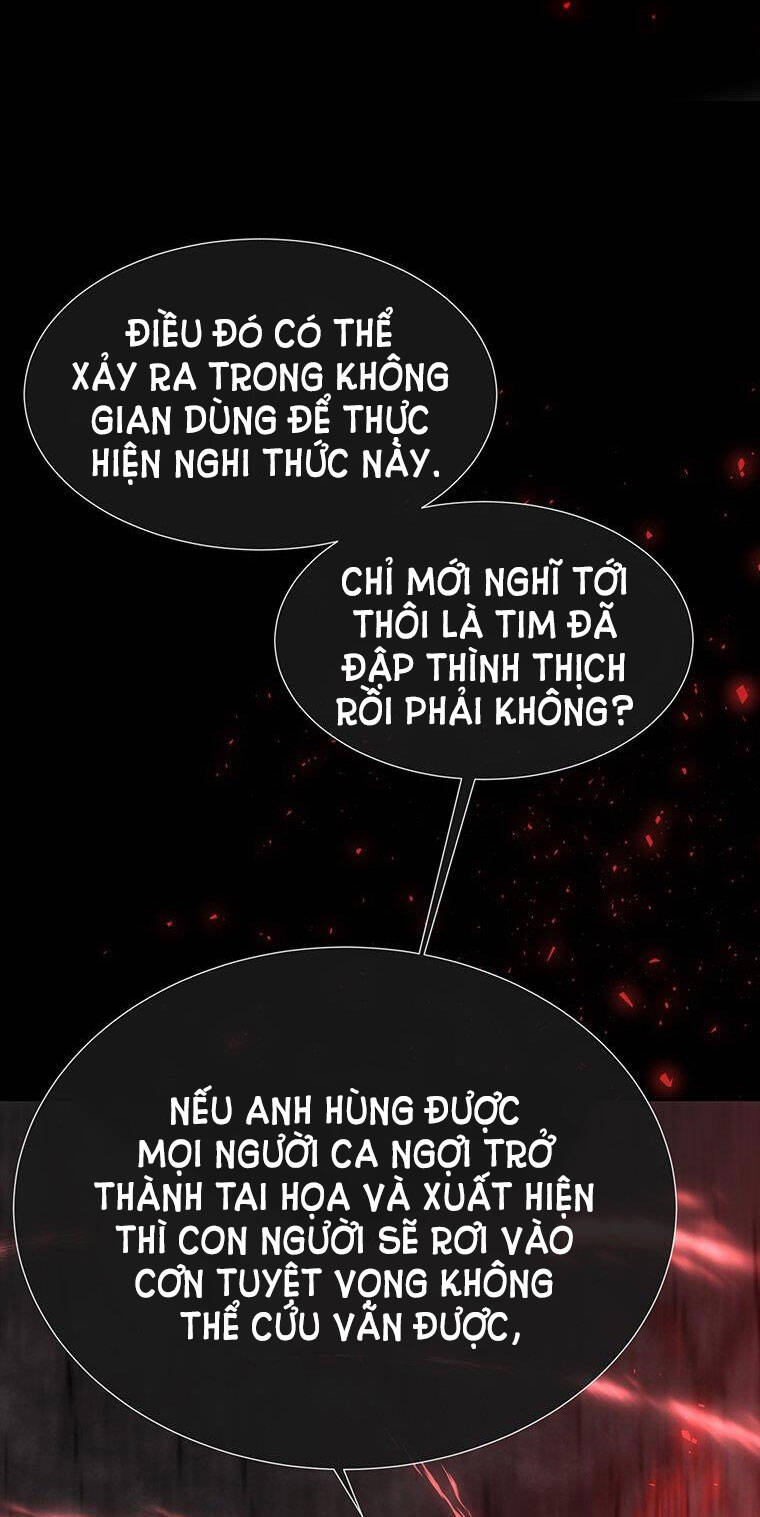 ĐIỀU ĐÓ CÓ THỂ
XẢY RA TRONG KHÔNG
GIAN DÙNG ĐỂ THỰC
HIỆN NGHI THỨC NÀY.
CHỈ MỚI NGHĨ TỚI
THÔI LÀ TIM ĐÃ
ĐẬP THÌNH THỊCH
RỒI PHẢI KHÔNG?
NẾU ANH HÙNG ĐƯỢC
MỌI NGƯỜI CA NGỢI TRỞ
THÀNH TAI HỌA VÀ XUẤT HIỆN
THÌ CON NGƯỜI SẼ RƠI VÀO
CƠN TUYỆT VỌNG KHÔNG
THỂ CỨU VÃN ĐƯỢC,